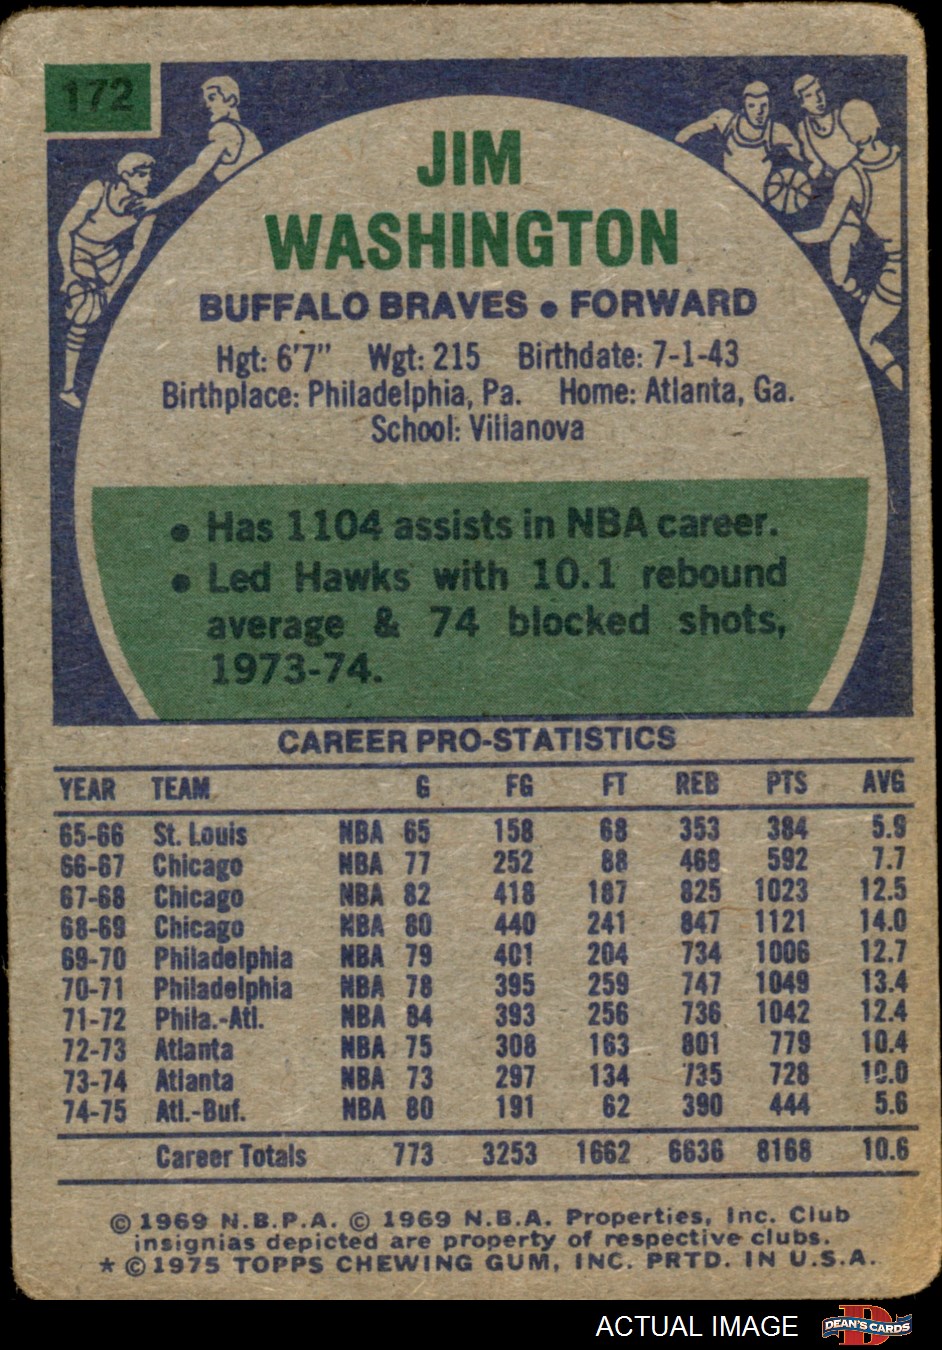 172
JIM
WASHINGTON
BUFFALO BRAVES • FORWARD
Hgt: 6'7" Wgt: 215 Birthdate: 7-1-43
Birthplace: Philadelphia, Pa. Home: Atlanta, Ga.
School: Villanova
• Has 1104 assists in NBA career.
• Led Hawks with 10.1 rebound
average & 74 blocked shots,
1973-74.
CAREER PRO-STATISTICS
YEAR TEAM G FG FT REB PTS AVG
65-66 St. Louis NBA 65 158 68 353 384 5.9
66-67 Chicago NBA 77 252 88 468 592 7.7
67-68 Chicago NBA 82 418 187 825 1023 12.5
68-69 Chicago NBA 80 440 241 847 1121 14.0
69-70 Philadelphia NBA 79 401 204 734 1006 12.7
70-71 Philadelphia NBA 78 395 259 747 1049 13.4
71-72 Phila.-Atl. NBA 84 393 256 736 1042 12.4
72-73 Atlanta NBA 75 308 163 801 779 10.4
73-74 Atlanta NBA 73 297 134 735 728 10.0
74-75 Atl.-Buf. NBA 80 191 62 390 444 5.6
Career Totals 773 3253 1662 6636 8168 10.6
© 1969 N.B.P.A. © 1969 N.B.A. Properties, Inc. Club
insignias depicted are property of respective clubs.
* © 1975 TOPPS CHEWING GUM, INC. PRTD. IN U.S.A.
ACTUAL IMAGE
D
DEAN'S CARDS